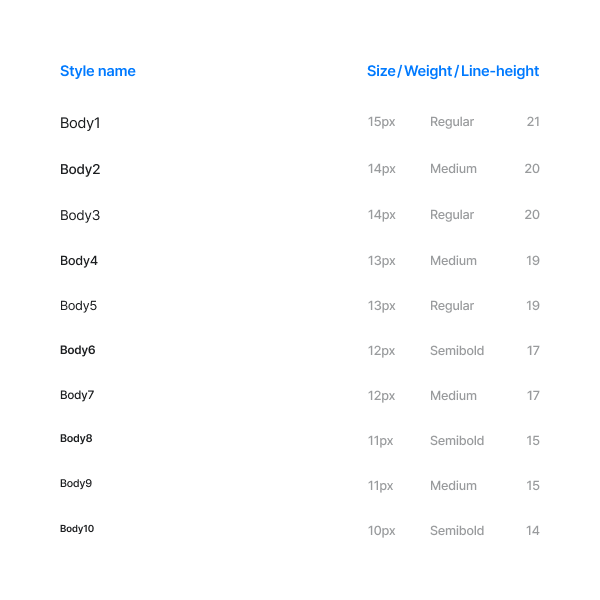 Style name Size/Weight/Line-height
Body1 15px Regular 21
Body2 14px Medium 20
Body3 14px Regular 20
Body4 13px Medium 19
Body5 13px Regular 19
Body6 12px Semibold 17
Body7 12px Medium 17
Body8 11px Semibold 15
Body9 11px Medium 15
Body10 10px Semibold 14